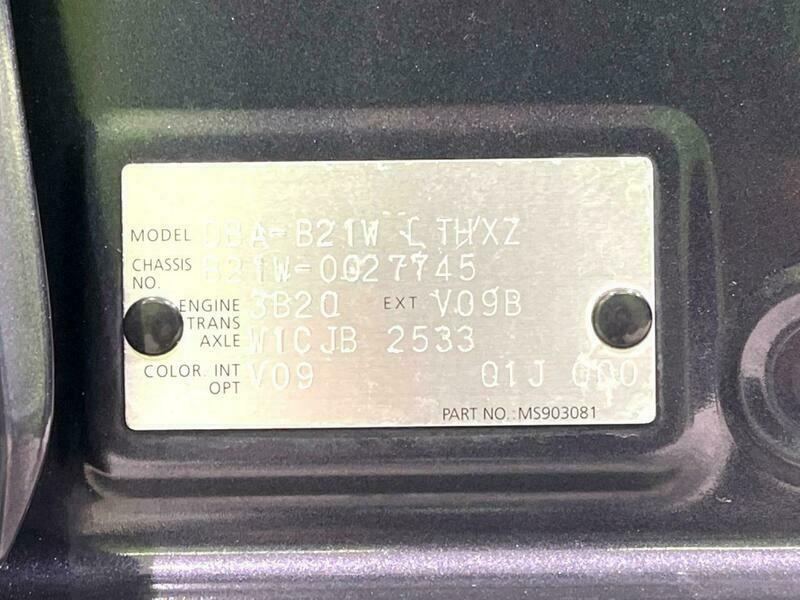 MODEL DBA-B21W LTHXZ
CHASSIS NO. B21W-0027745
ENGINE 3B20 EXT V09B
TRANS AXLE W1CJB 2533
COLOR. INT OPT V09 01J 000
PART NO.: MS903081